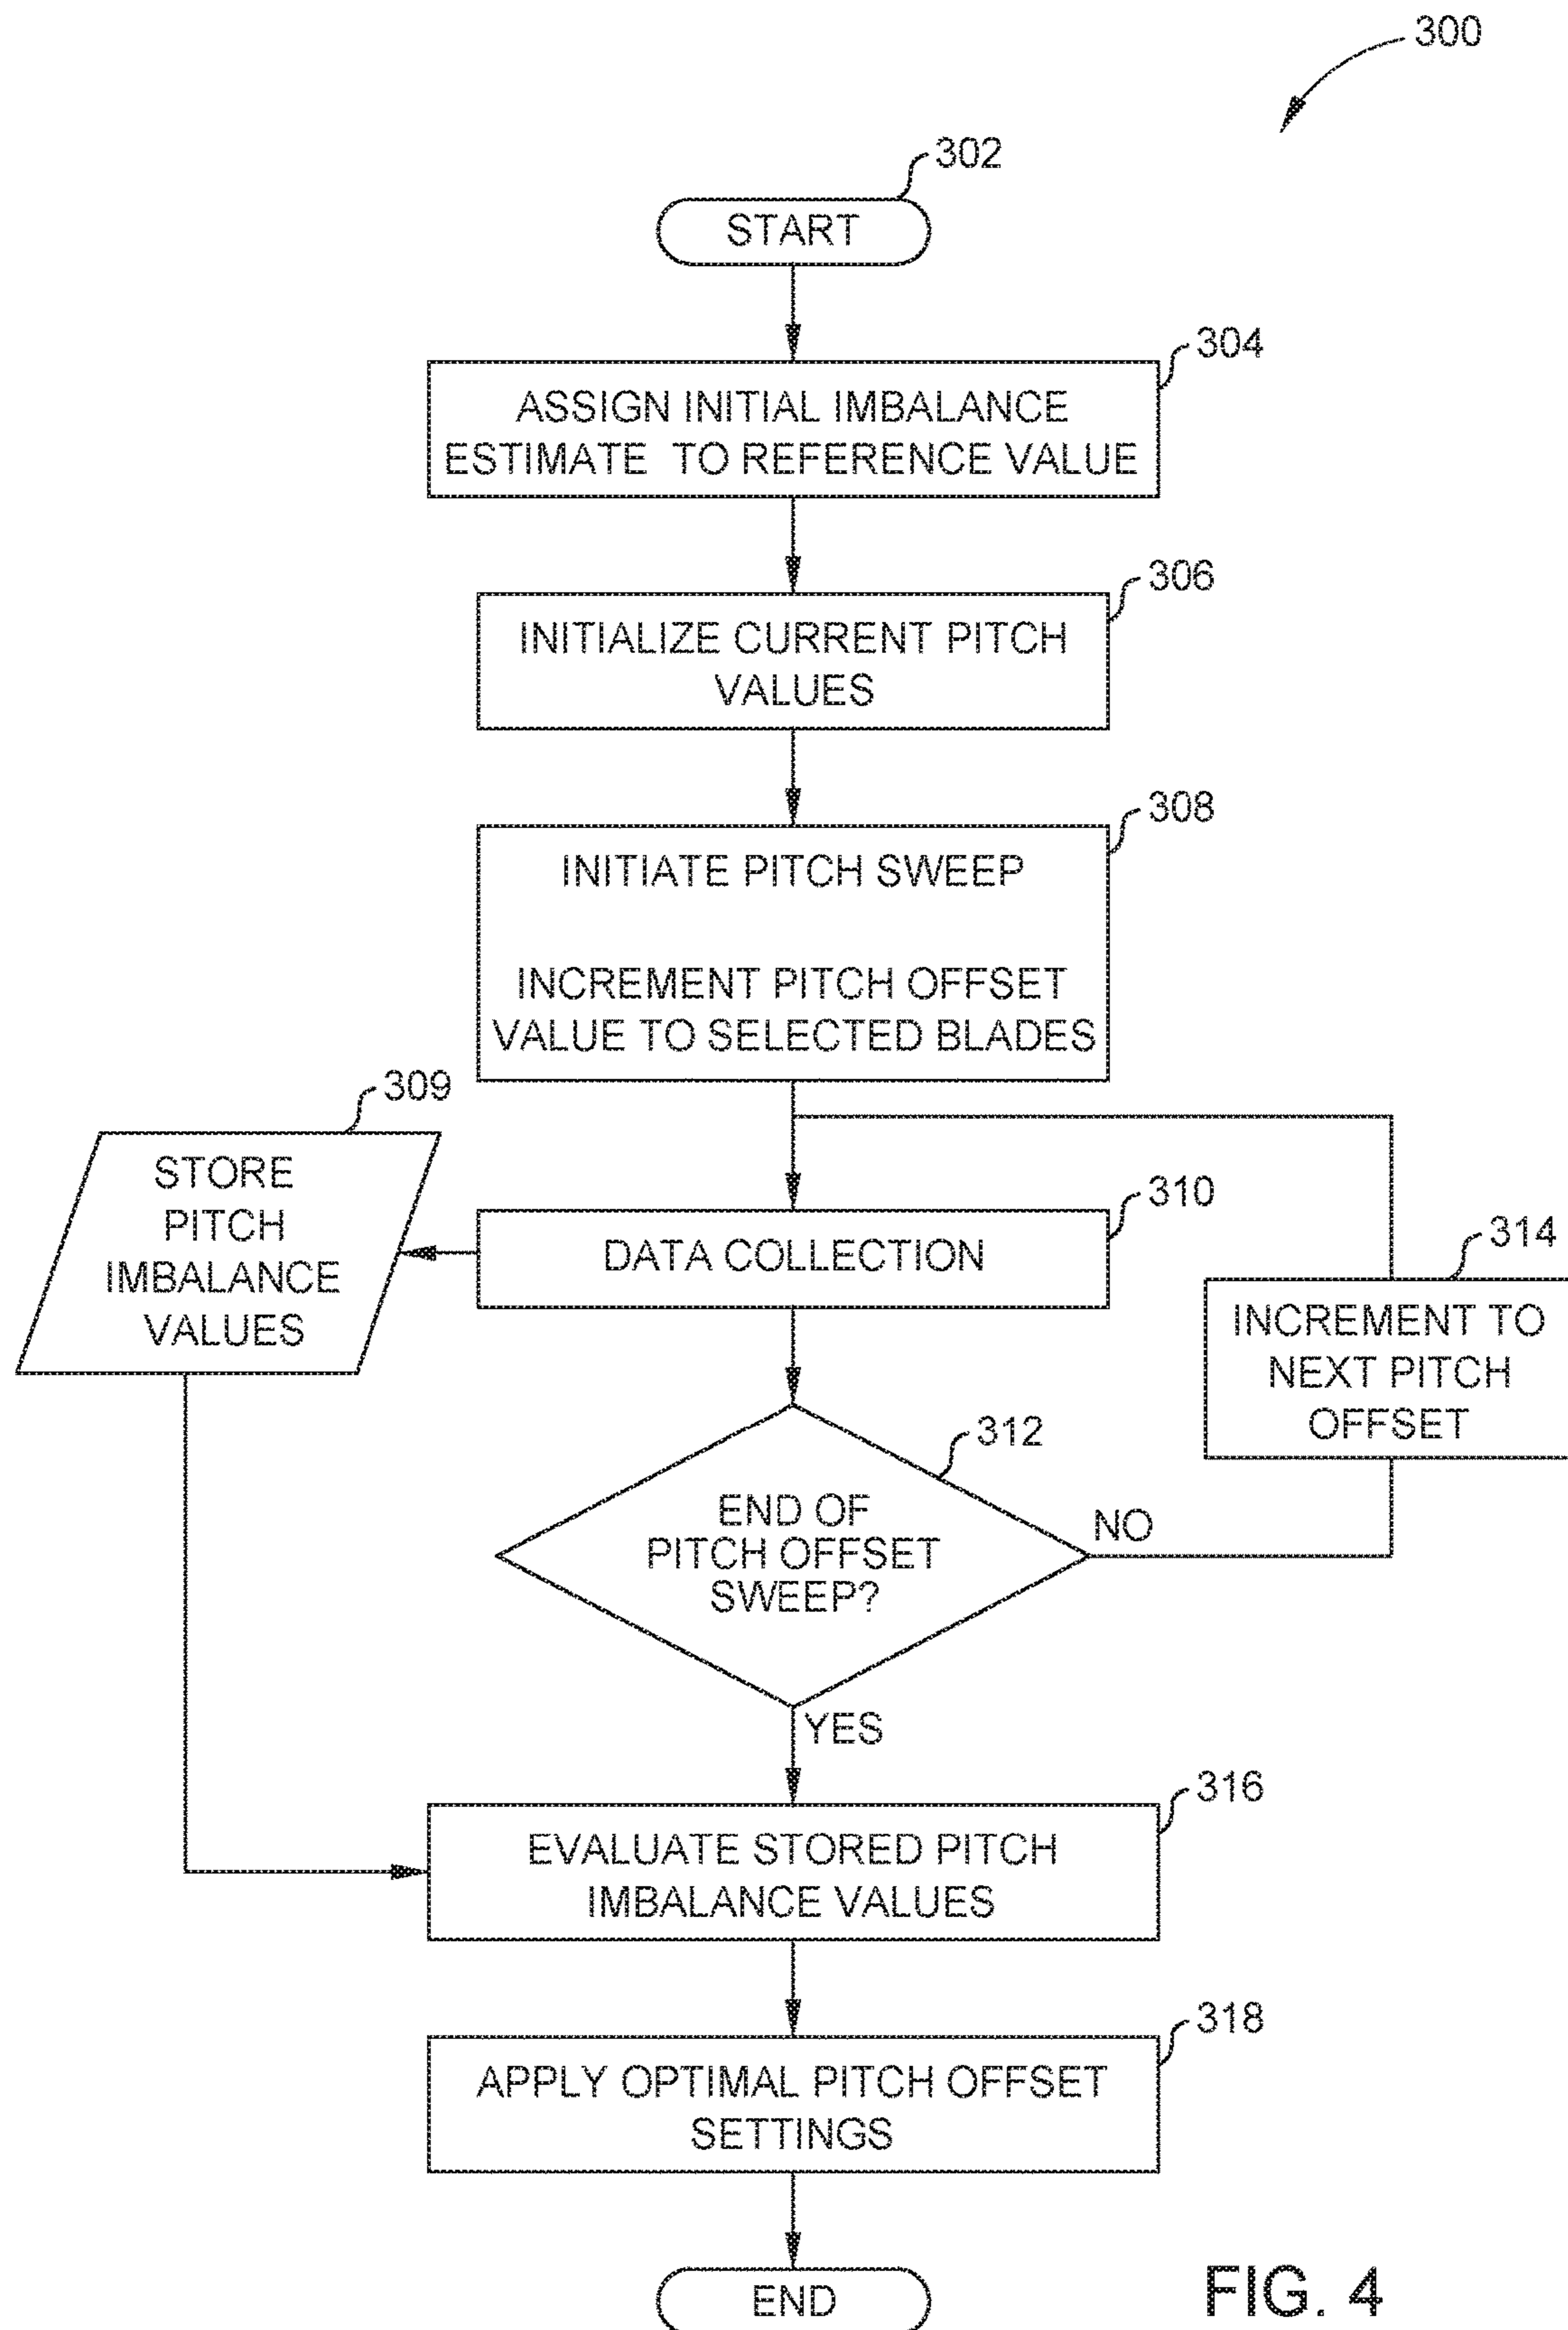 300
302
START
304
ASSIGN INITIAL IMBALANCE
ESTIMATE TO REFERENCE VALUE
306
INITIALIZE CURRENT PITCH
VALUES
308
INITIATE PITCH SWEEP
INCREMENT PITCH OFFSET
VALUE TO SELECTED BLADES
309
STORE
PITCH
IMBALANCE
VALUES
310
DATA COLLECTION
314
INCREMENT TO
NEXT PITCH
OFFSET
312
END OF
PITCH OFFSET
SWEEP?
NO
YES
316
EVALUATE STORED PITCH
IMBALANCE VALUES
318
APPLY OPTIMAL PITCH OFFSET
SETTINGS
END
FIG. 4